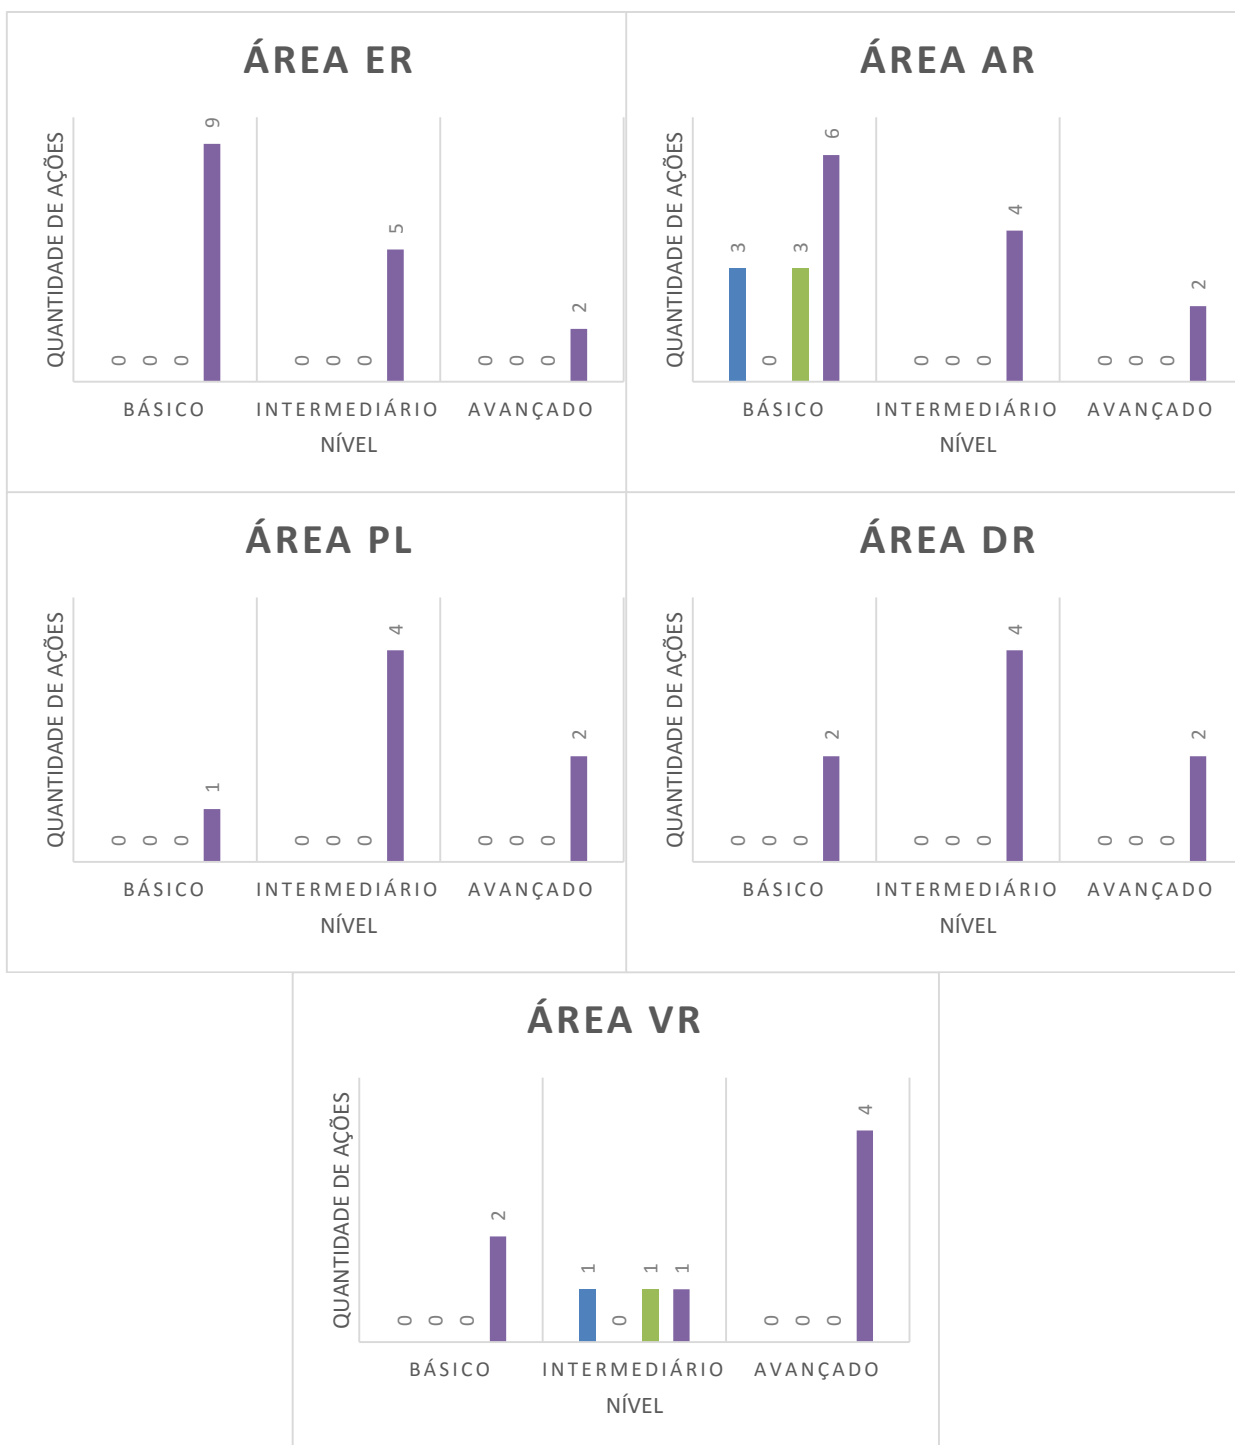 ÁREA ER
QUANTIDADE DE AÇÕES
0 0 0 9 0 0 0 5 0 0 0 2
BÁSICO INTERMEDIÁRIO AVANÇADO
NÍVEL
ÁREA AR
QUANTIDADE DE AÇÕES
3 0 3 6 0 0 0 4 0 0 0 2
BÁSICO INTERMEDIÁRIO AVANÇADO
NÍVEL
ÁREA PL
QUANTIDADE DE AÇÕES
0 0 0 1 0 0 0 4 0 0 0 2
BÁSICO INTERMEDIÁRIO AVANÇADO
NÍVEL
ÁREA DR
QUANTIDADE DE AÇÕES
0 0 0 2 0 0 0 4 0 0 0 2
BÁSICO INTERMEDIÁRIO AVANÇADO
NÍVEL
ÁREA VR
QUANTIDADE DE AÇÕES
0 0 0 2 1 0 1 1 0 0 0 4
BÁSICO INTERMEDIÁRIO AVANÇADO
NÍVEL